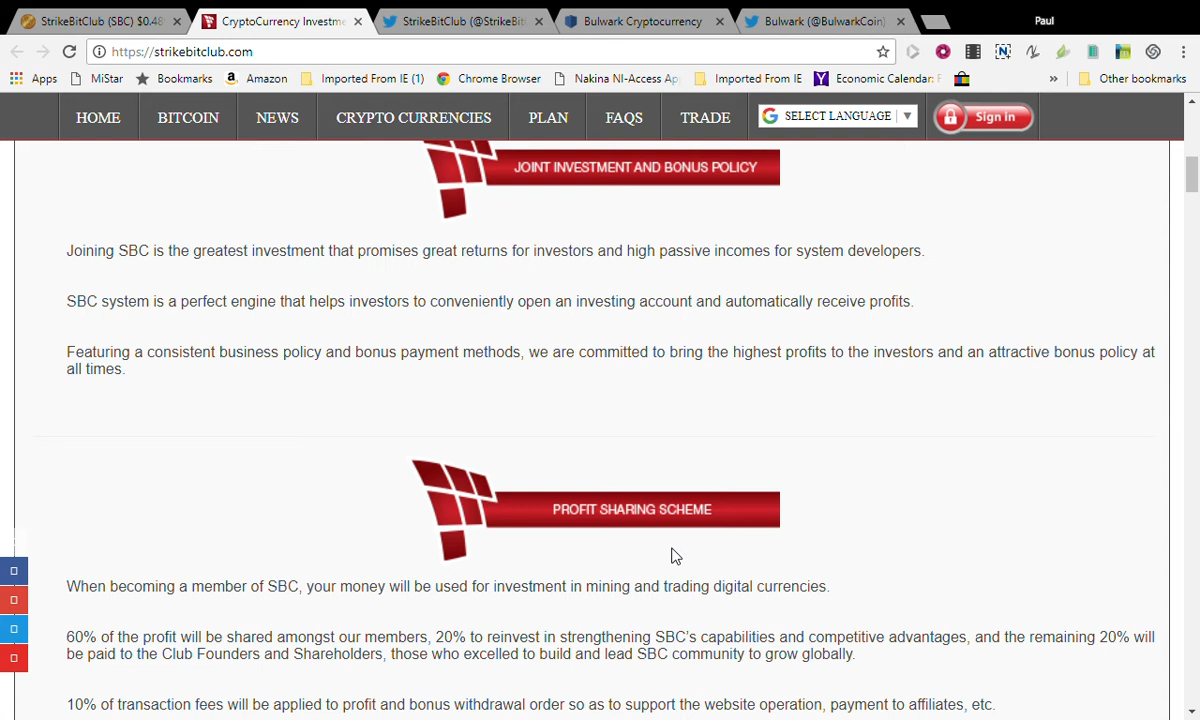 StrikeBitClub (SBC) $0.48
CryptoCurrency Investme
StrikeBitClub (@StrikeBit
Bulwark Cryptocurrency
Bulwark (@BulwarkCoin)
Paul
https://strikebitclub.com
Apps
MiStar
Bookmarks
Amazon
Imported From IE (1)
Chrome Browser
Nakina NI-Access Ap
Imported From IE
Economic Calendar: F
»
Other bookmarks
HOME
BITCOIN
NEWS
CRYPTO CURRENCIES
PLAN
FAQS
TRADE
SELECT LANGUAGE
Sign in
JOINT INVESTMENT AND BONUS POLICY
Joining SBC is the greatest investment that promises great returns for investors and high passive incomes for system developers.
SBC system is a perfect engine that helps investors to conveniently open an investing account and automatically receive profits.
Featuring a consistent business policy and bonus payment methods, we are committed to bring the highest profits to the investors and an attractive bonus policy at
all times.
PROFIT SHARING SCHEME
When becoming a member of SBC, your money will be used for investment in mining and trading digital currencies.
60% of the profit will be shared amongst our members, 20% to reinvest in strengthening SBC's capabilities and competitive advantages, and the remaining 20% will
be paid to the Club Founders and Shareholders, those who excelled to build and lead SBC community to grow globally.
10% of transaction fees will be applied to profit and bonus withdrawal order so as to support the website operation, payment to affiliates, etc.